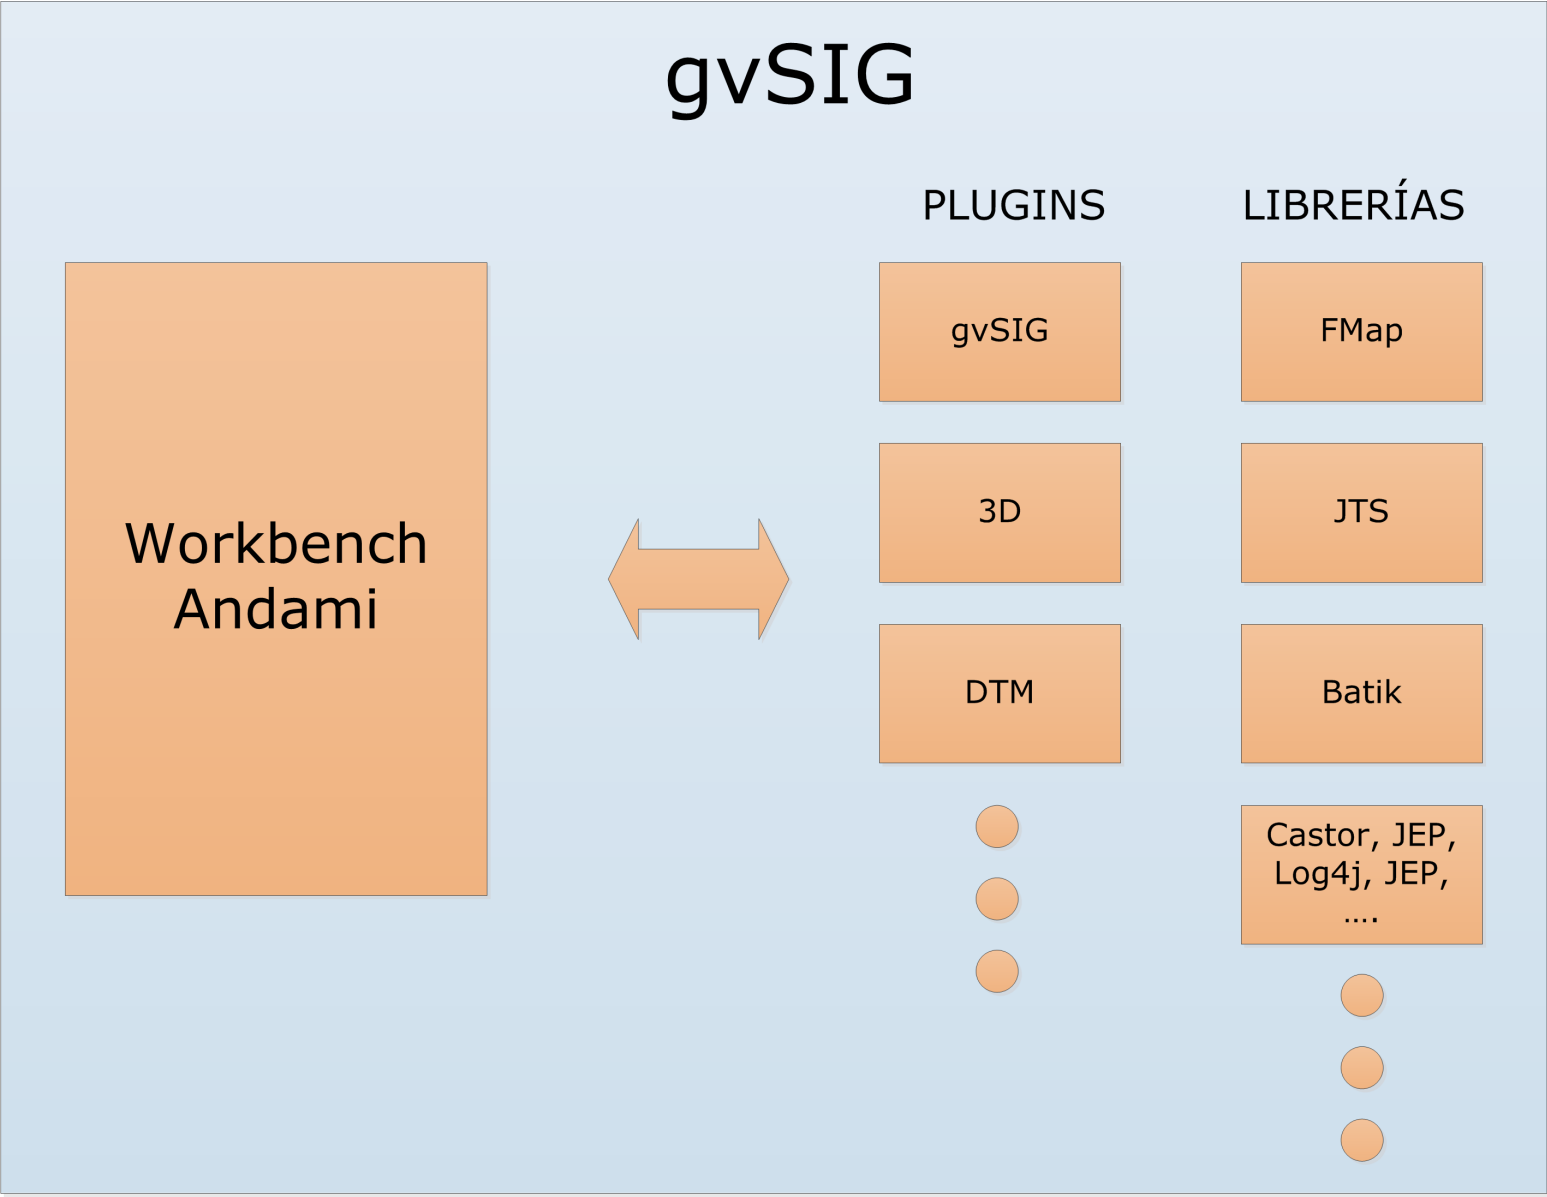 gvSIG
PLUGINS
LIBRERÍAS
Workbench
Andami
gvSIG
3D
DTM
FMap
JTS
Batik
Castor, JEP,
Log4j, JEP,
....